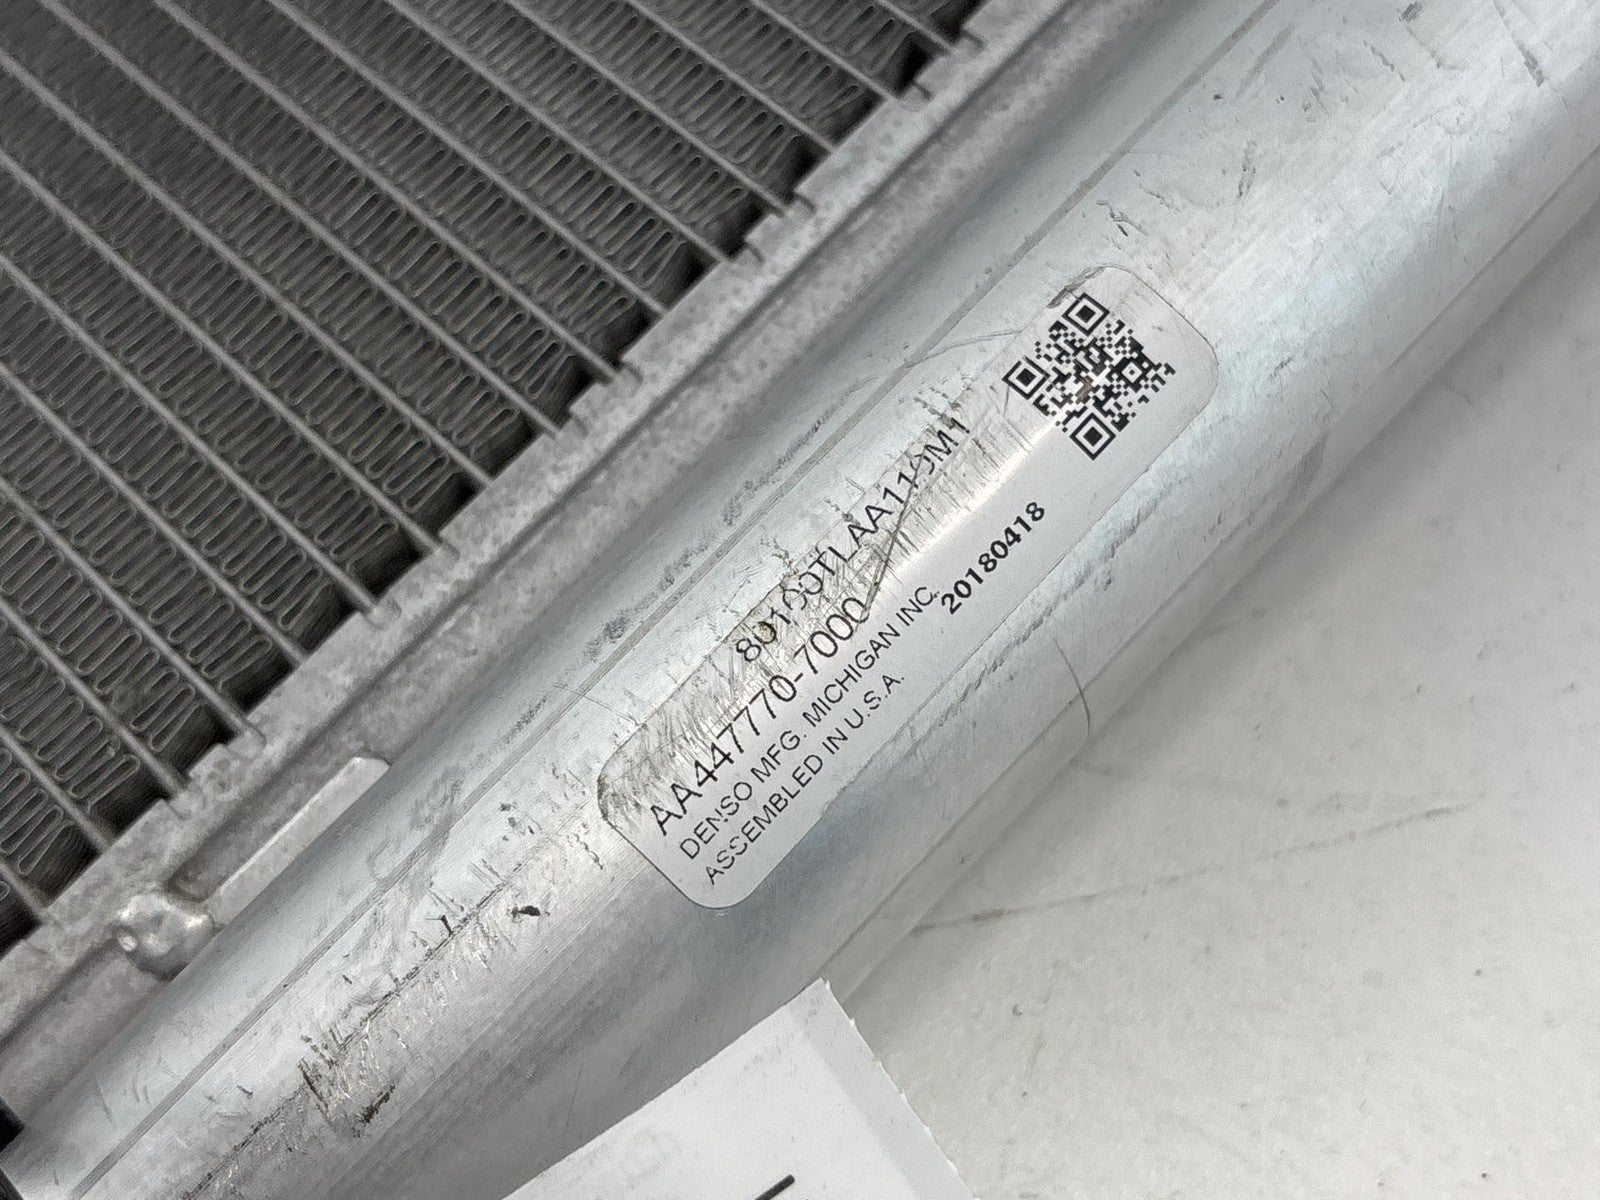 80100TLAA110M1
AA447770-7000
DENSO MFG. MICHIGAN INC.
ASSEMBLED IN U.S.A.
20180418